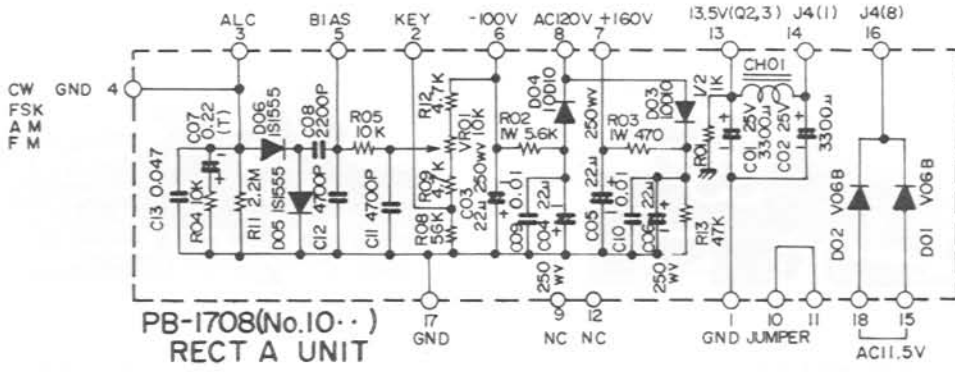 ALC
BIAS
KEY
-100V
AC120V
+160V
13.5V(Q2,3)
J4(1)
J4(8)
3
5
2
6
8
7
13
14
16
CW GND 4
FSK
AM
FM
C07
0.22
(T)
D06
1S1555
C08
2200P
R05
10K
R12
4.7K
VR01
10K
R02
1W 5.6K
D04
10D10
250WV
R03
1W 470
D03
10D10
1/2
1K
R01
CH01
C01 25V
3300μ
C02 25V
3300μ
V06B
V06B
C13 0.047
R04 10K
R11 2.2M
D05 1S1555
C12 4700P
C11 4700P
R09
R08
56K
C03
22μ 250WV
C09 0.01
C04 22μ
250
WV
C05 22μ
C10 0.01
C06 22μ
250
WV
R13
47K
D02
D01
PB-1708(No.10··)
RECT A UNIT
17
GND
9
12
NC NC
1
10
11
GND JUMPER
18
15
AC11.5V